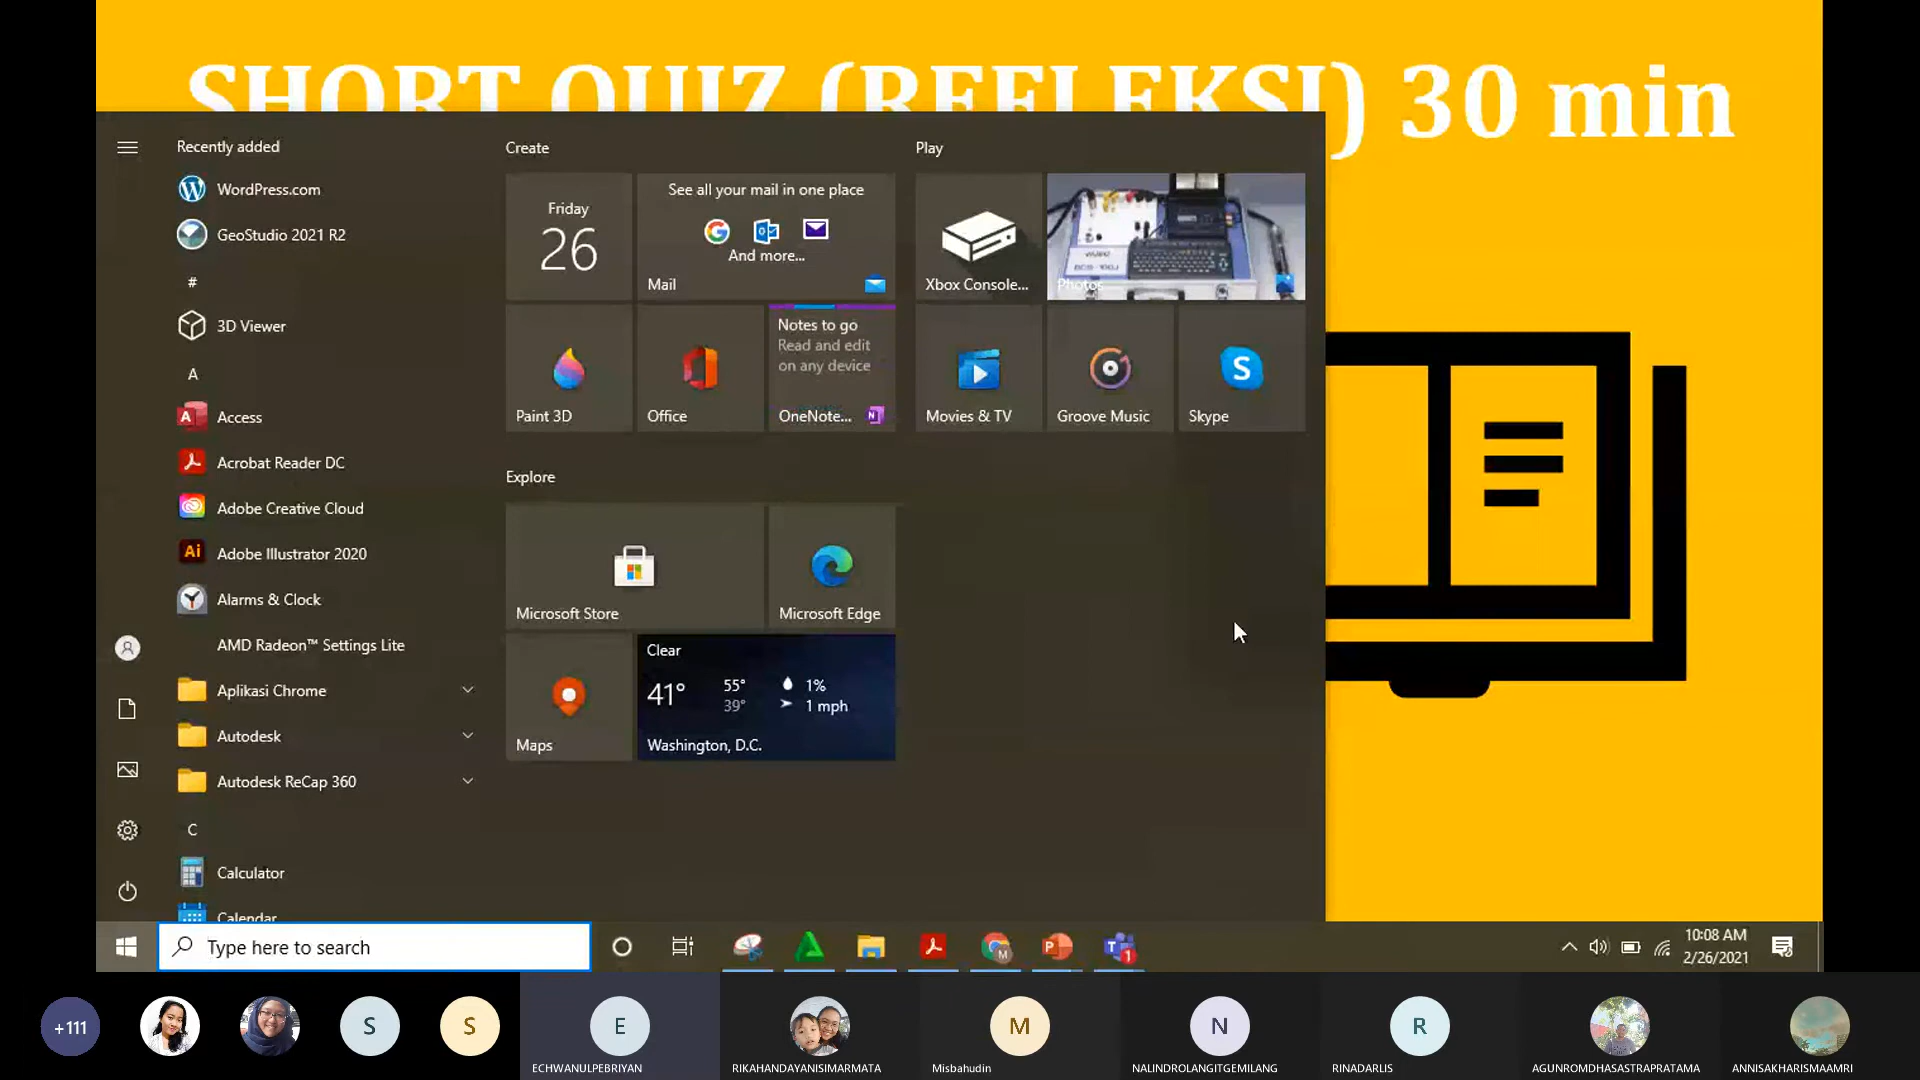 SHORT QUIZ (REFLEKSI) 30 min
Recently added
WordPress.com
GeoStudio 2021 R2
#
3D Viewer
A
Access
Acrobat Reader DC
Adobe Creative Cloud
Ai
Adobe Illustrator 2020
Alarms & Clock
AMD Radeon™ Settings Lite
Aplikasi Chrome
Autodesk
Autodesk ReCap 360
C
Calculator
Calendar
Create
Friday
26
See all your mail in one place
And more...
Mail
Paint 3D
Office
Notes to go
Read and edit
on any device
OneNote...
Explore
Microsoft Store
Microsoft Edge
Maps
Clear
41° 55° 1%
39° 1 mph
Washington, D.C.
Play
Xbox Console...
Photos
Movies & TV
Groove Music
Skype
Type here to search
10:08 AM
2/26/2021
+111
S
S
E
ECHWANULPEBRIYAN
RIKAHANDAYANISIMARMATA
M
Misbahudin
N
NALINDROLANGITGEMILANG
R
RINADARLIS
AGUNROMDHASASTRAPRATAMA
ANNISAKHARISMAAMRI